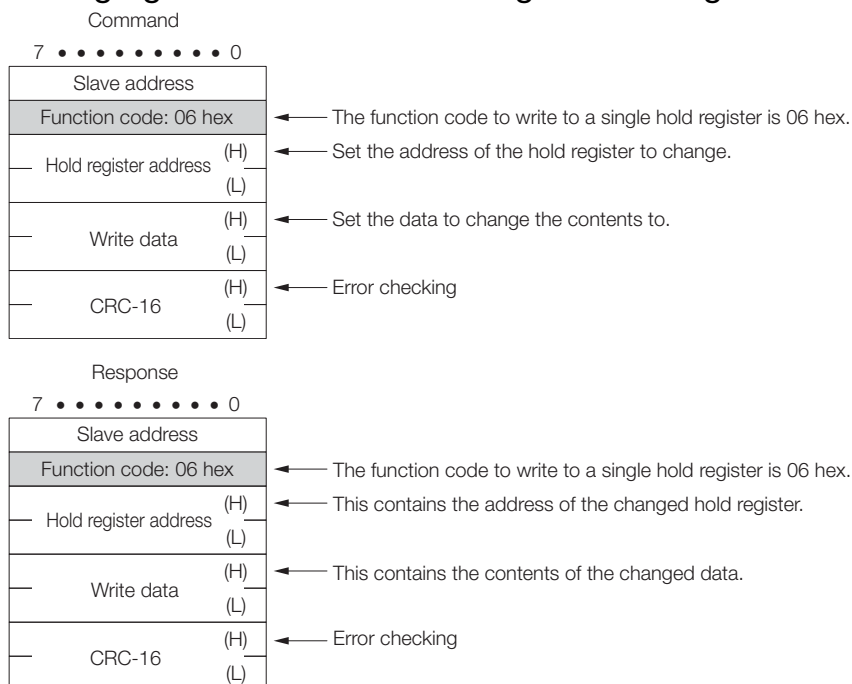 Command
7 • • • • • • • • • 0
Slave address
Function code: 06 hex
The function code to write to a single hold register is 06 hex.
Hold register address (H)
Set the address of the hold register to change.
(L)
Write data (H)
Set the data to change the contents to.
(L)
CRC-16 (H)
Error checking
(L)
Response
7 • • • • • • • • • 0
Slave address
Function code: 06 hex
The function code to write to a single hold register is 06 hex.
Hold register address (H)
This contains the address of the changed hold register.
(L)
Write data (H)
This contains the contents of the changed data.
(L)
CRC-16 (H)
Error checking
(L)